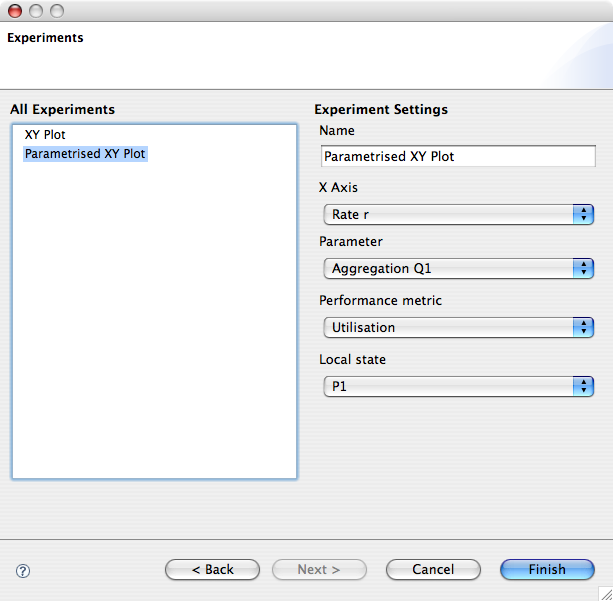 Experiments
All Experiments
XY Plot
Parametrised XY Plot
Experiment Settings
Name
Parametrised XY Plot
X Axis
Rate r
Parameter
Aggregation Q1
Performance metric
Utilisation
Local state
P1
?
< Back
Next >
Cancel
Finish